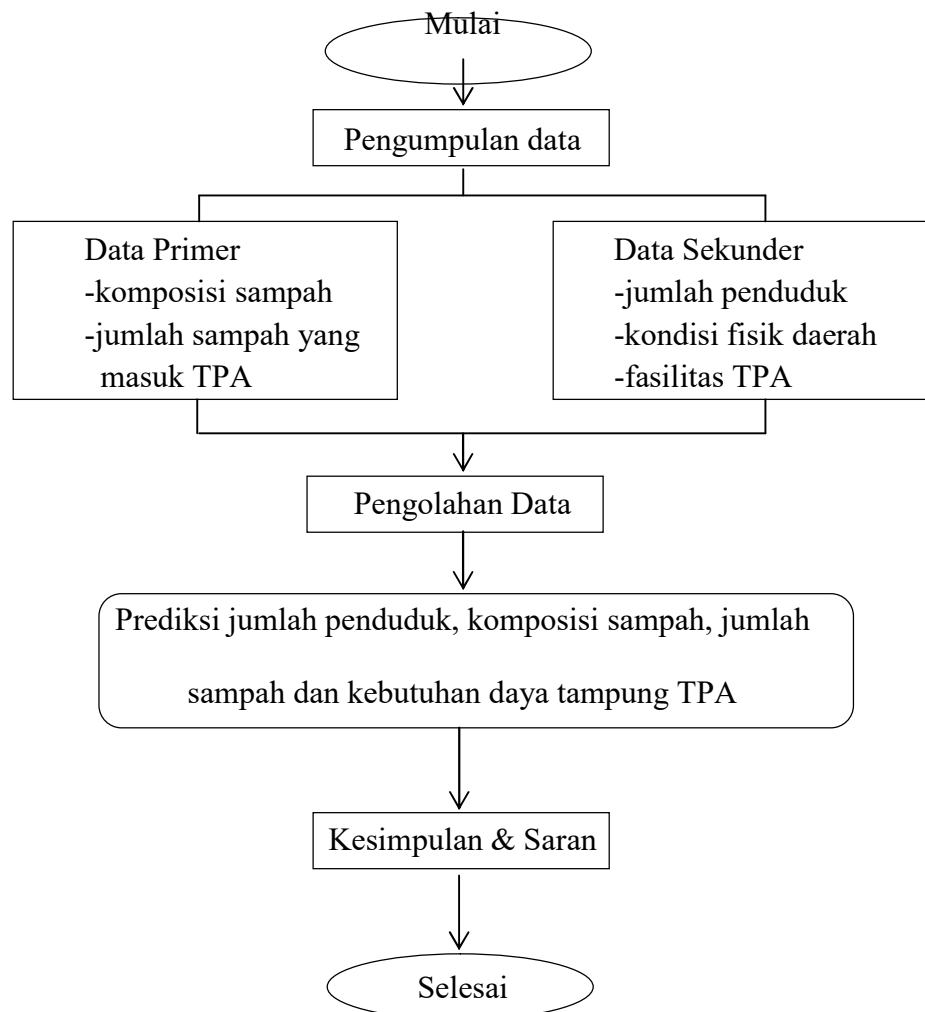 Mulai
Pengumpulan data
Data Primer
-komposisi sampah
-jumlah sampah yang
masuk TPA
Data Sekunder
-jumlah penduduk
-kondisi fisik daerah
-fasilitas TPA
Pengolahan Data
Prediksi jumlah penduduk, komposisi sampah, jumlah
sampah dan kebutuhan daya tampung TPA
Kesimpulan & Saran
Selesai